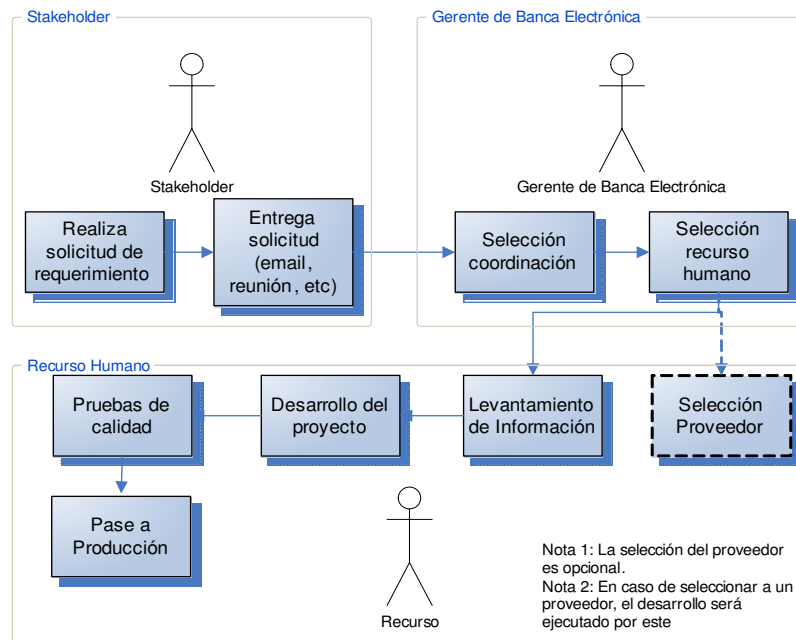 Stakeholder
Gerente de Banca Electrónica
Stakeholder
Gerente de Banca Electrónica
Realiza
solicitud de
requerimiento
Entrega
solicitud
(email,
reunión, etc)
Selección
coordinación
Selección
recurso
humano
Recurso Humano
Pruebas de
calidad
Desarrollo del
proyecto
Levantamiento
de Información
Selección
Proveedor
Pase a
Producción
Recurso
Nota 1: La selección del proveedor
es opcional.
Nota 2: En caso de seleccionar a un
proveedor, el desarrollo será
ejecutado por este